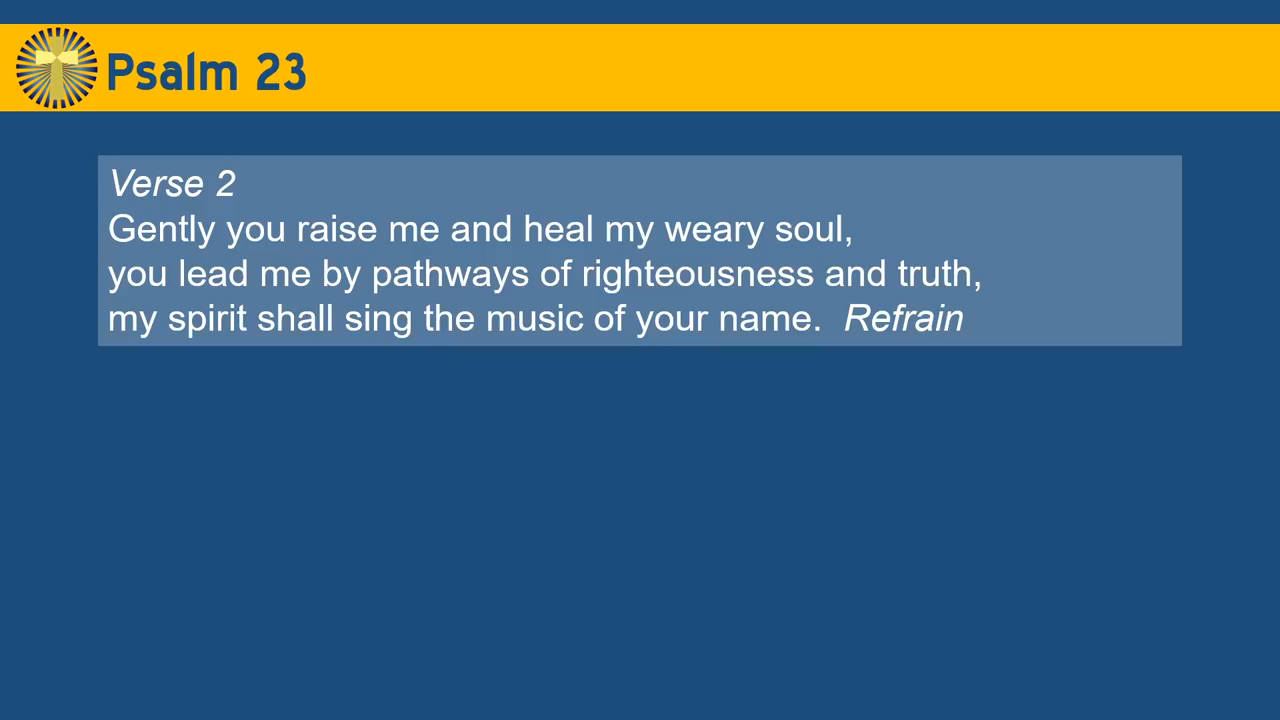 Psalm 23
Verse 2
Gently you raise me and heal my weary soul,
you lead me by pathways of righteousness and truth,
my spirit shall sing the music of your name.  Refrain